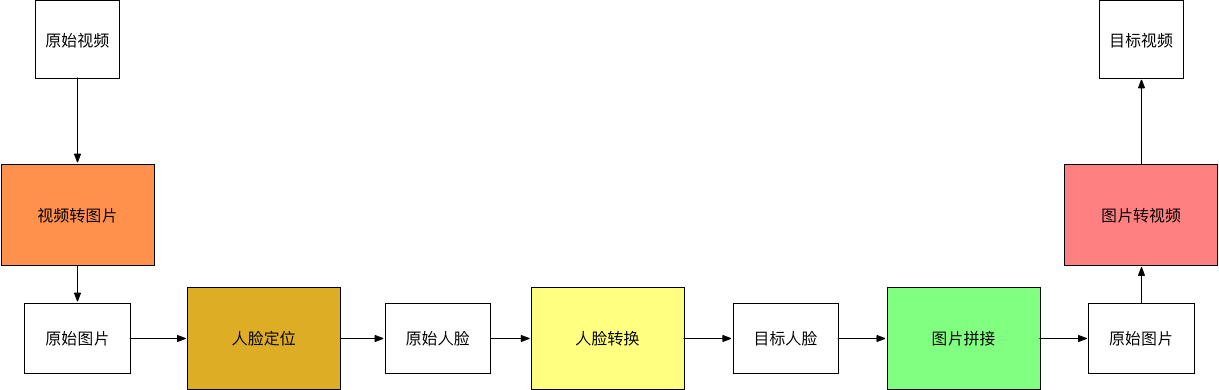 原始视频
目标视频
视频转图片
图片转视频
原始图片
人脸定位
原始人脸
人脸转换
目标人脸
图片拼接
原始图片